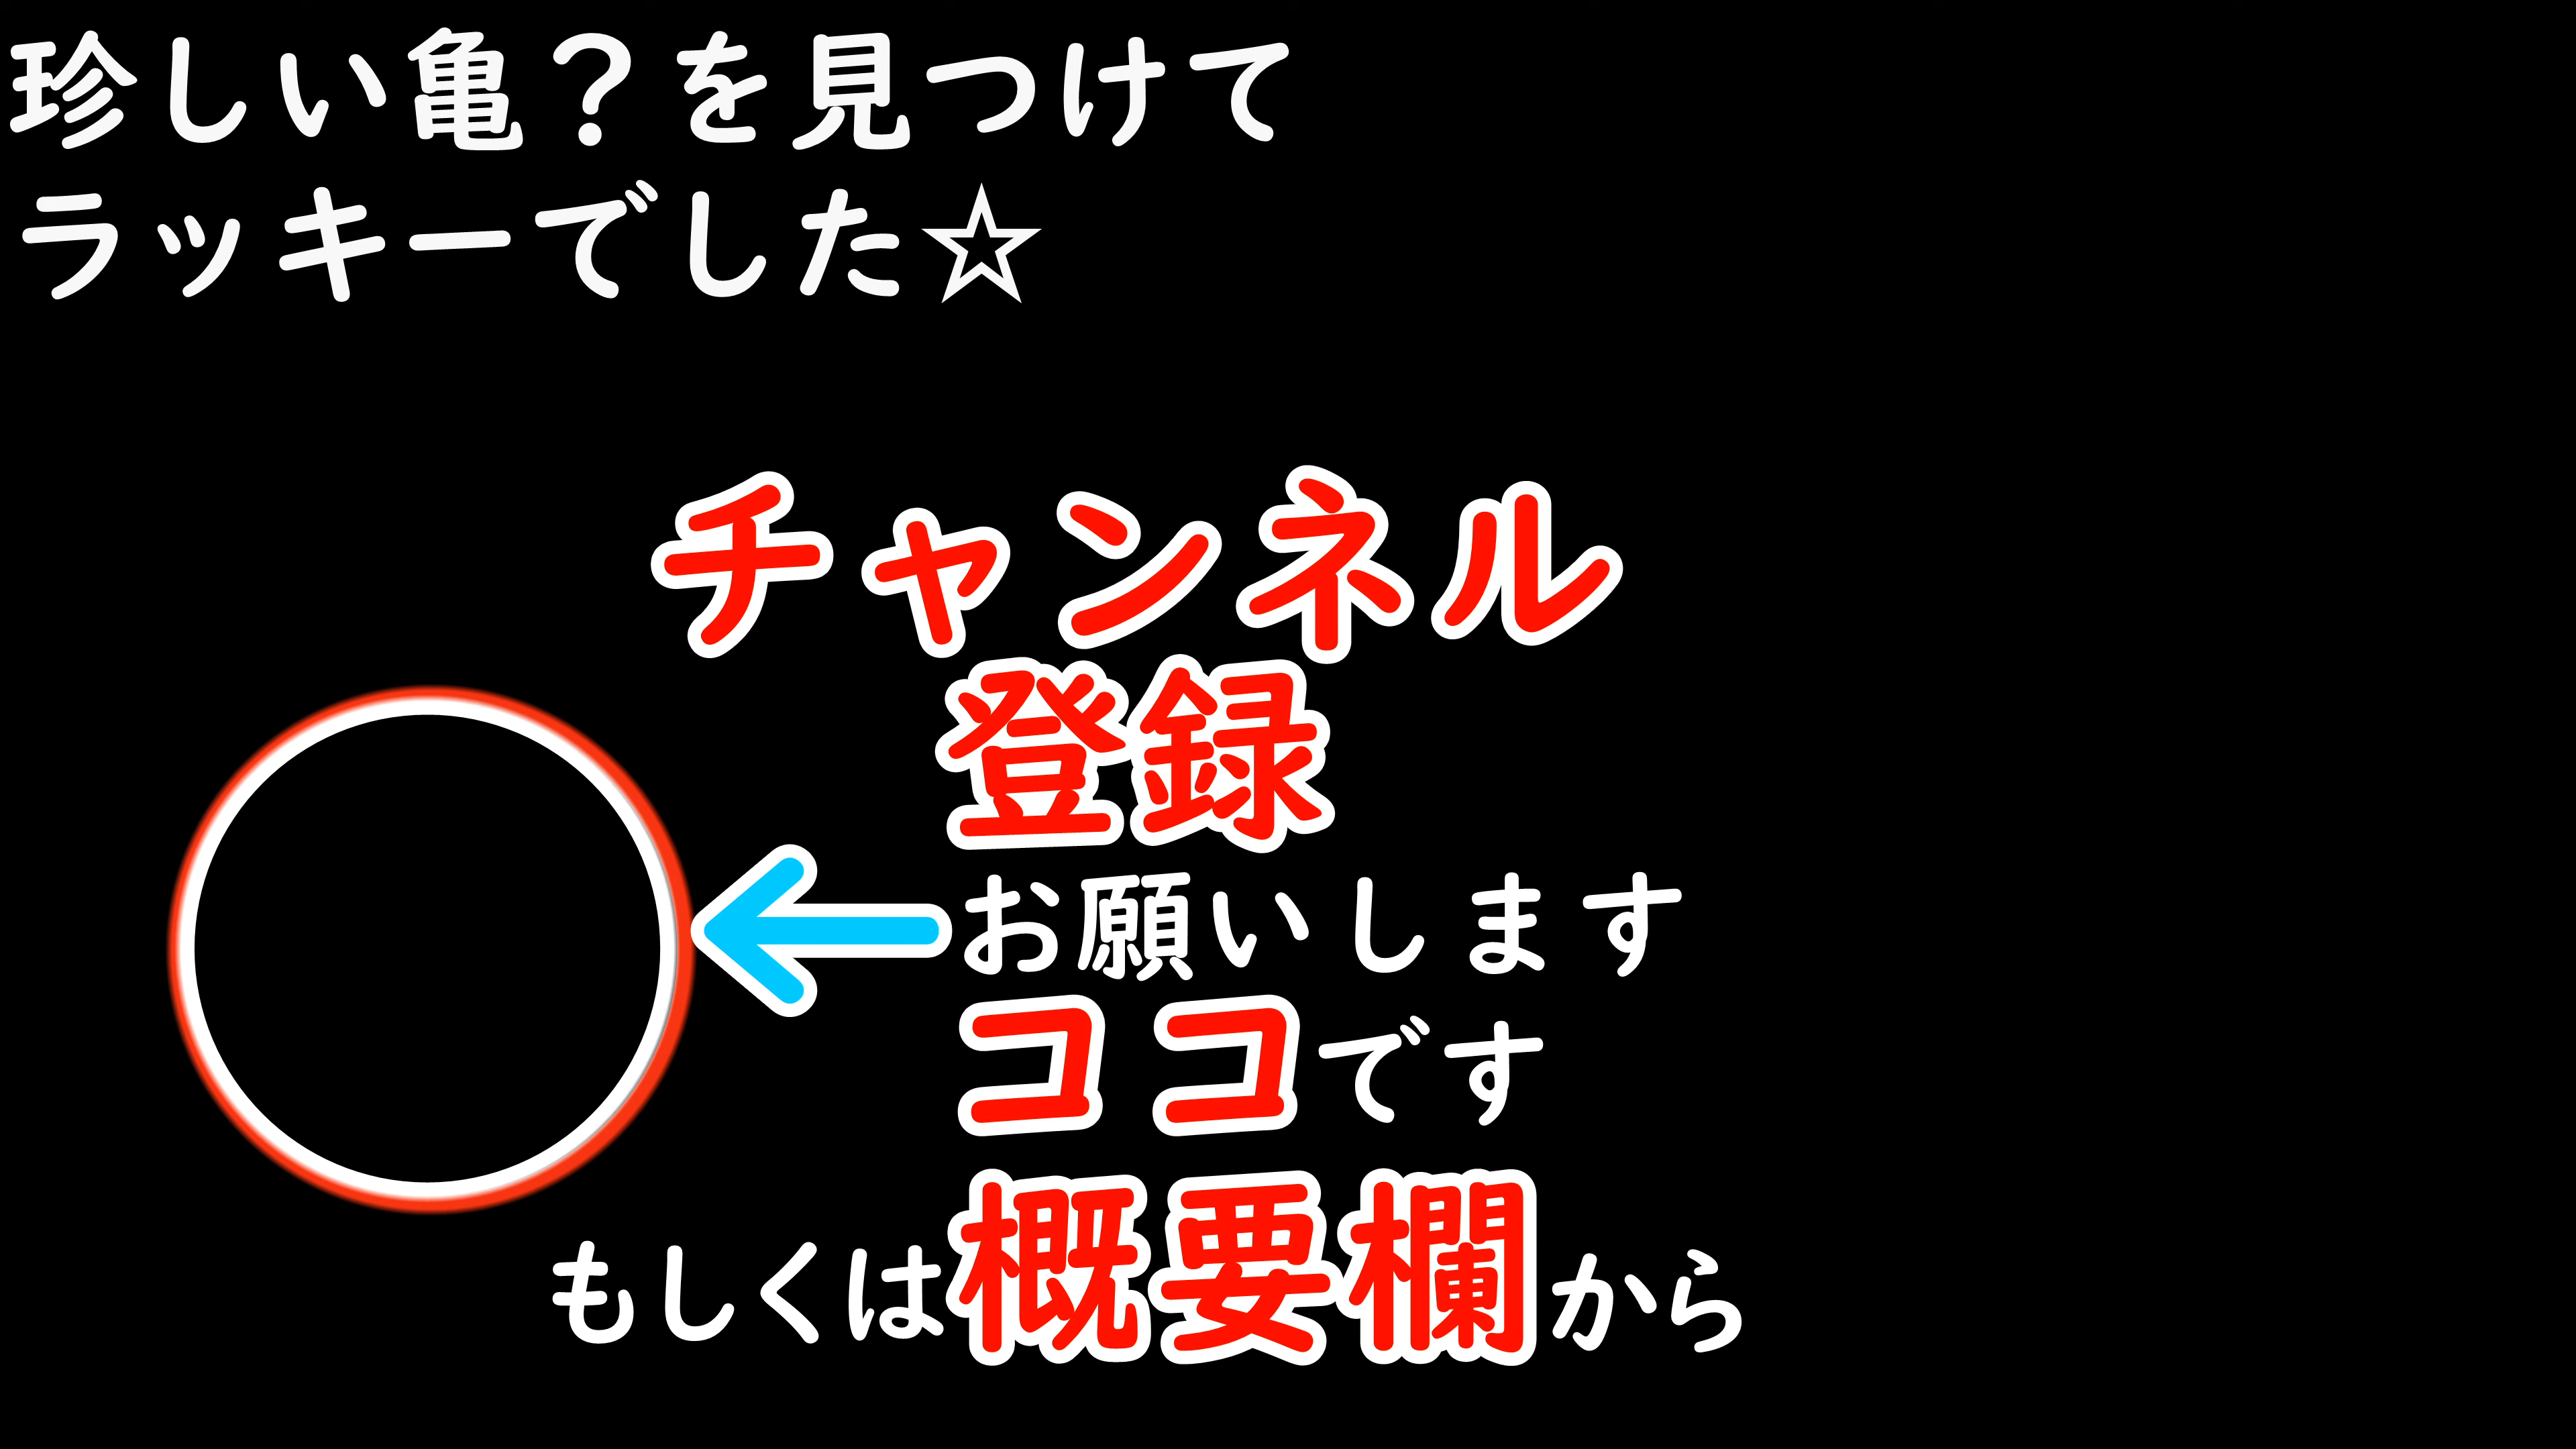 珍しい亀？を見つけて
ラッキーでした☆
チャンネル
登録
お願いします
ココです
もしくは概要欄から